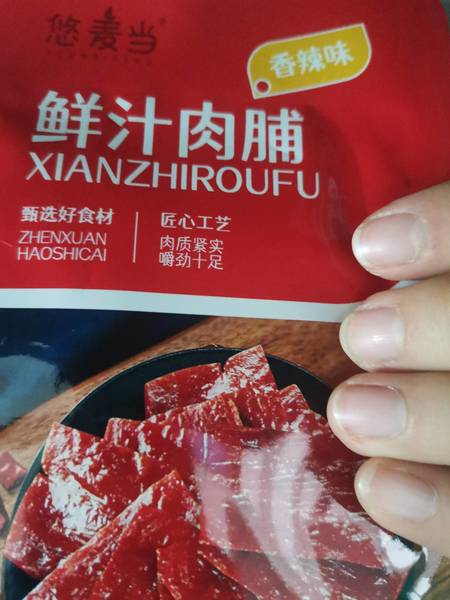 悠麦当
香辣味
鲜汁肉脯
XIANZHIROUFU
甄选好食材
ZHENXUAN
HAOSHICAI
匠心工艺
肉质紧实
嚼劲十足